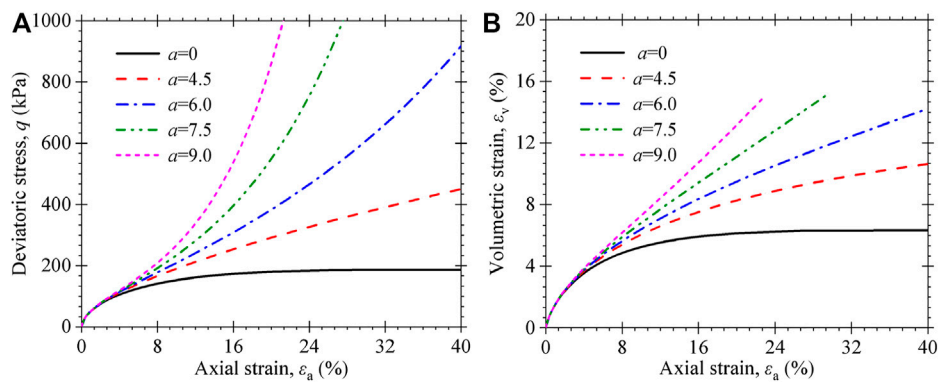 A
1000
800
600
400
200
0
Deviatoric stress, q (kPa)
a=0
a=4.5
a=6.0
a=7.5
a=9.0
0 8 16 24 32 40
Axial strain, εa (%)
B
20
16
12
8
4
0
Volumetric strain, εv (%)
a=0
a=4.5
a=6.0
a=7.5
a=9.0
0 8 16 24 32 40
Axial strain, εa (%)